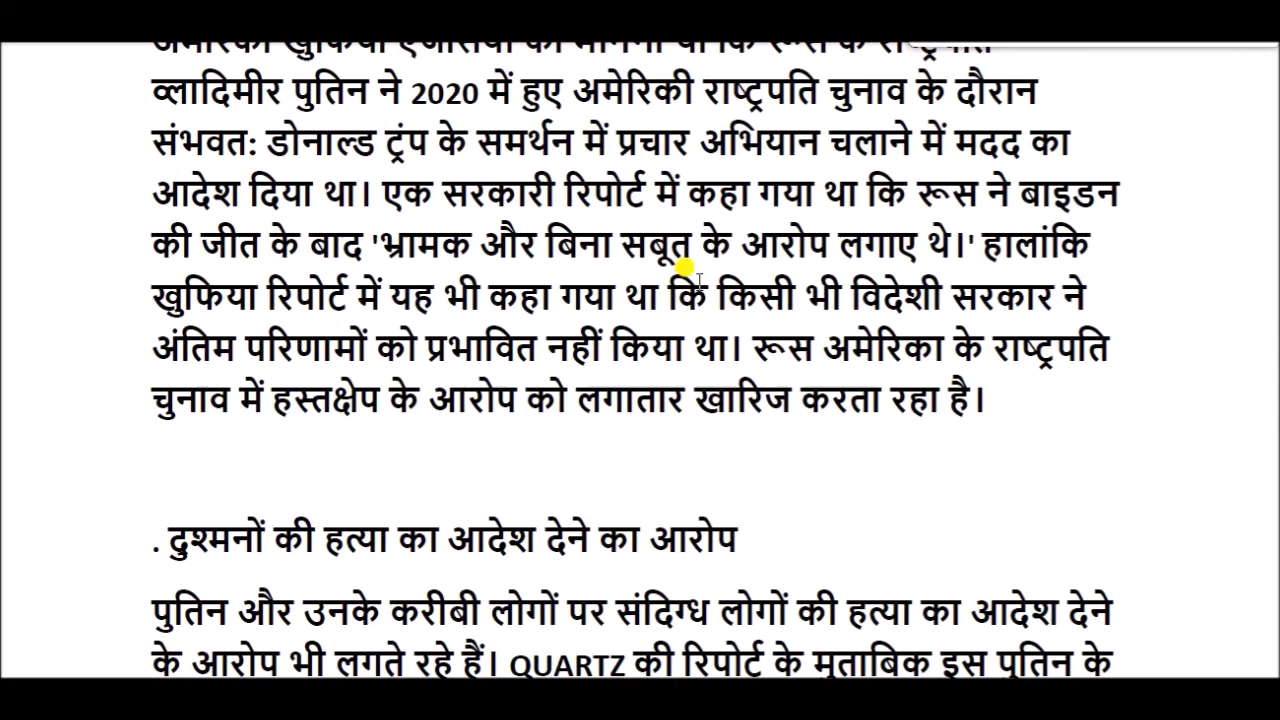 व्लादिमीर पुतिन ने 2020 में हुए अमेरिकी राष्ट्रपति चुनाव के दौरान
संभवत: डोनाल्ड ट्रंप के समर्थन में प्रचार अभियान चलाने में मदद का
आदेश दिया था। एक सरकारी रिपोर्ट में कहा गया था कि रूस ने बाइडन
की जीत के बाद 'भ्रामक और बिना सबूत के आरोप लगाए थे।' हालांकि
खुफिया रिपोर्ट में यह भी कहा गया था कि किसी भी विदेशी सरकार ने
अंतिम परिणामों को प्रभावित नहीं किया था। रूस अमेरिका के राष्ट्रपति
चुनाव में हस्तक्षेप के आरोप को लगातार खारिज करता रहा है।
. दुश्मनों की हत्या का आदेश देने का आरोप
पुतिन और उनके करीबी लोगों पर संदिग्ध लोगों की हत्या का आदेश देने
के आरोप भी लगते रहे हैं। QUARTZ की रिपोर्ट के मुताबिक इस पुतिन के